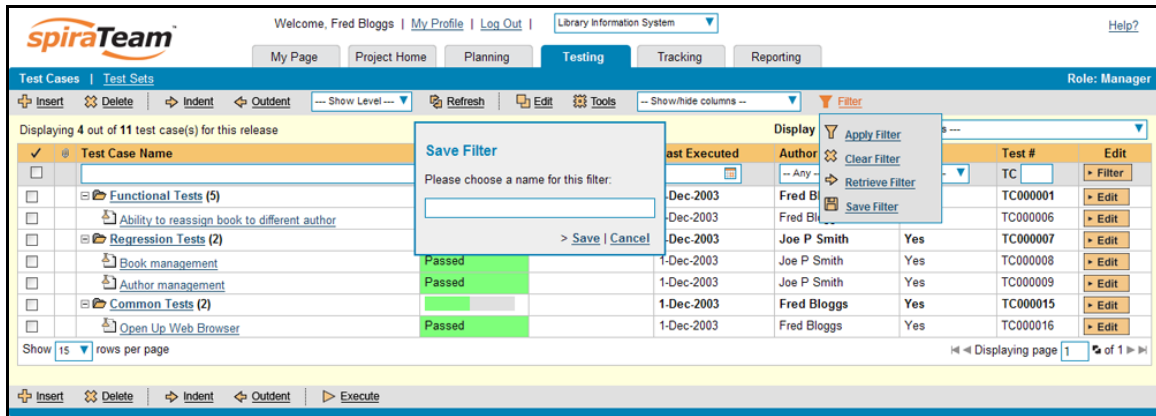 spiraTeam
Welcome, Fred Bloggs | My Profile | Log Out | Library Information System Help?
My Page Project Home Planning Testing Tracking Reporting
Test Cases | Test Sets Role: Manager
Insert Delete Indent Outdent --- Show Level --- Refresh Edit Tools -- Show/hide columns -- Filter
Displaying 4 out of 11 test case(s) for this release Display
Apply Filter
Clear Filter
Retrieve Filter
Save Filter
Save Filter
Please choose a name for this filter:
> Save | Cancel
Test Case Name ast Executed Author Test # Edit
-- Any -- TC Filter
Functional Tests (5) -Dec-2003 Fred Bl TC000001 Edit
Ability to reassign book to different author -Dec-2003 Fred Bl TC000006 Edit
Regression Tests (2) -Dec-2003 Joe P Smith Yes TC000007 Edit
Book management Passed 1-Dec-2003 Joe P Smith Yes TC000008 Edit
Author management Passed 1-Dec-2003 Joe P Smith Yes TC000009 Edit
Common Tests (2) 1-Dec-2003 Fred Bloggs Yes TC000015 Edit
Open Up Web Browser Passed 1-Dec-2003 Fred Bloggs Yes TC000016 Edit
Show 15 rows per page Displaying page 1 of 1
Insert Delete Indent Outdent Execute